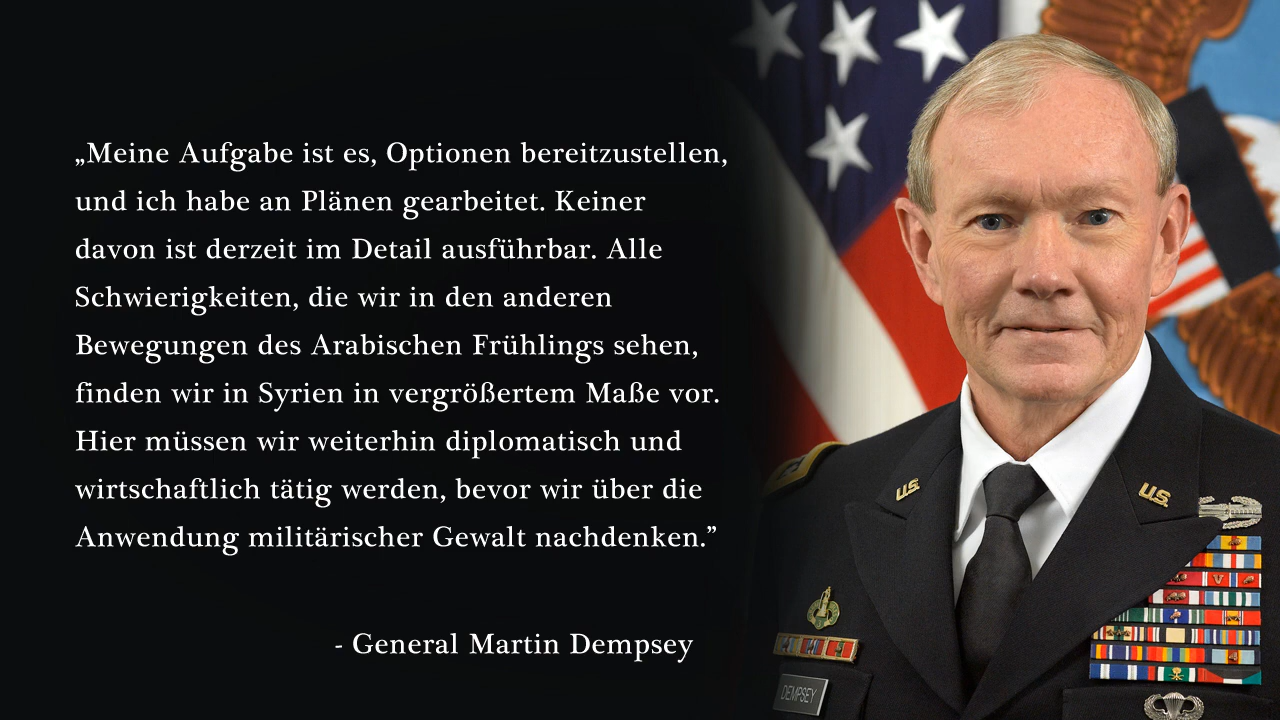 „Meine Aufgabe ist es, Optionen bereitzustellen,
und ich habe an Plänen gearbeitet. Keiner
davon ist derzeit im Detail ausführbar. Alle
Schwierigkeiten, die wir in den anderen
Bewegungen des Arabischen Frühlings sehen,
finden wir in Syrien in vergrößertem Maße vor.
Hier müssen wir weiterhin diplomatisch und
wirtschaftlich tätig werden, bevor wir über die
Anwendung militärischer Gewalt nachdenken.”
- General Martin Dempsey
U.S.
U.S.
DEMPSEY